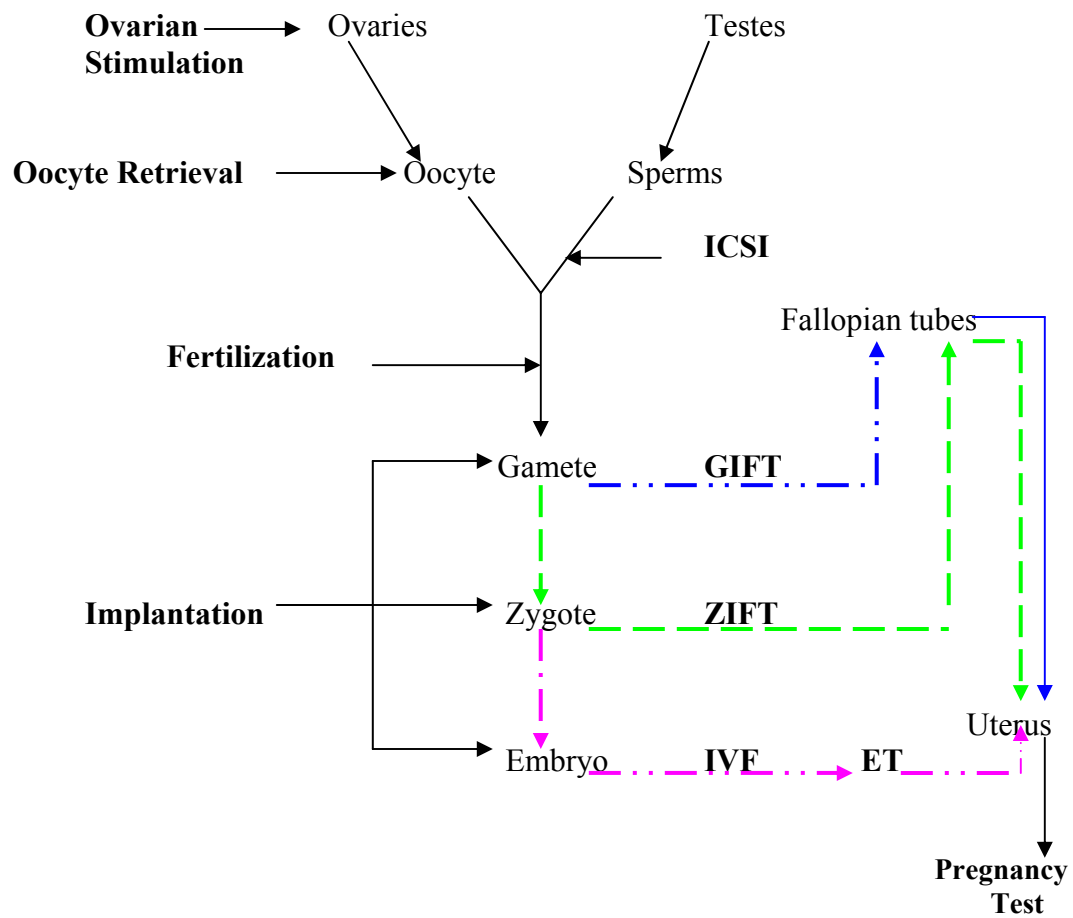 Ovarian Stimulation
Ovaries
Testes
Oocyte Retrieval
Oocyte
Sperms
ICSI
Fallopian tubes
Fertilization
Gamete
GIFT
Implantation
Zygote
ZIFT
Uterus
Embryo
IVF
ET
Pregnancy
Test